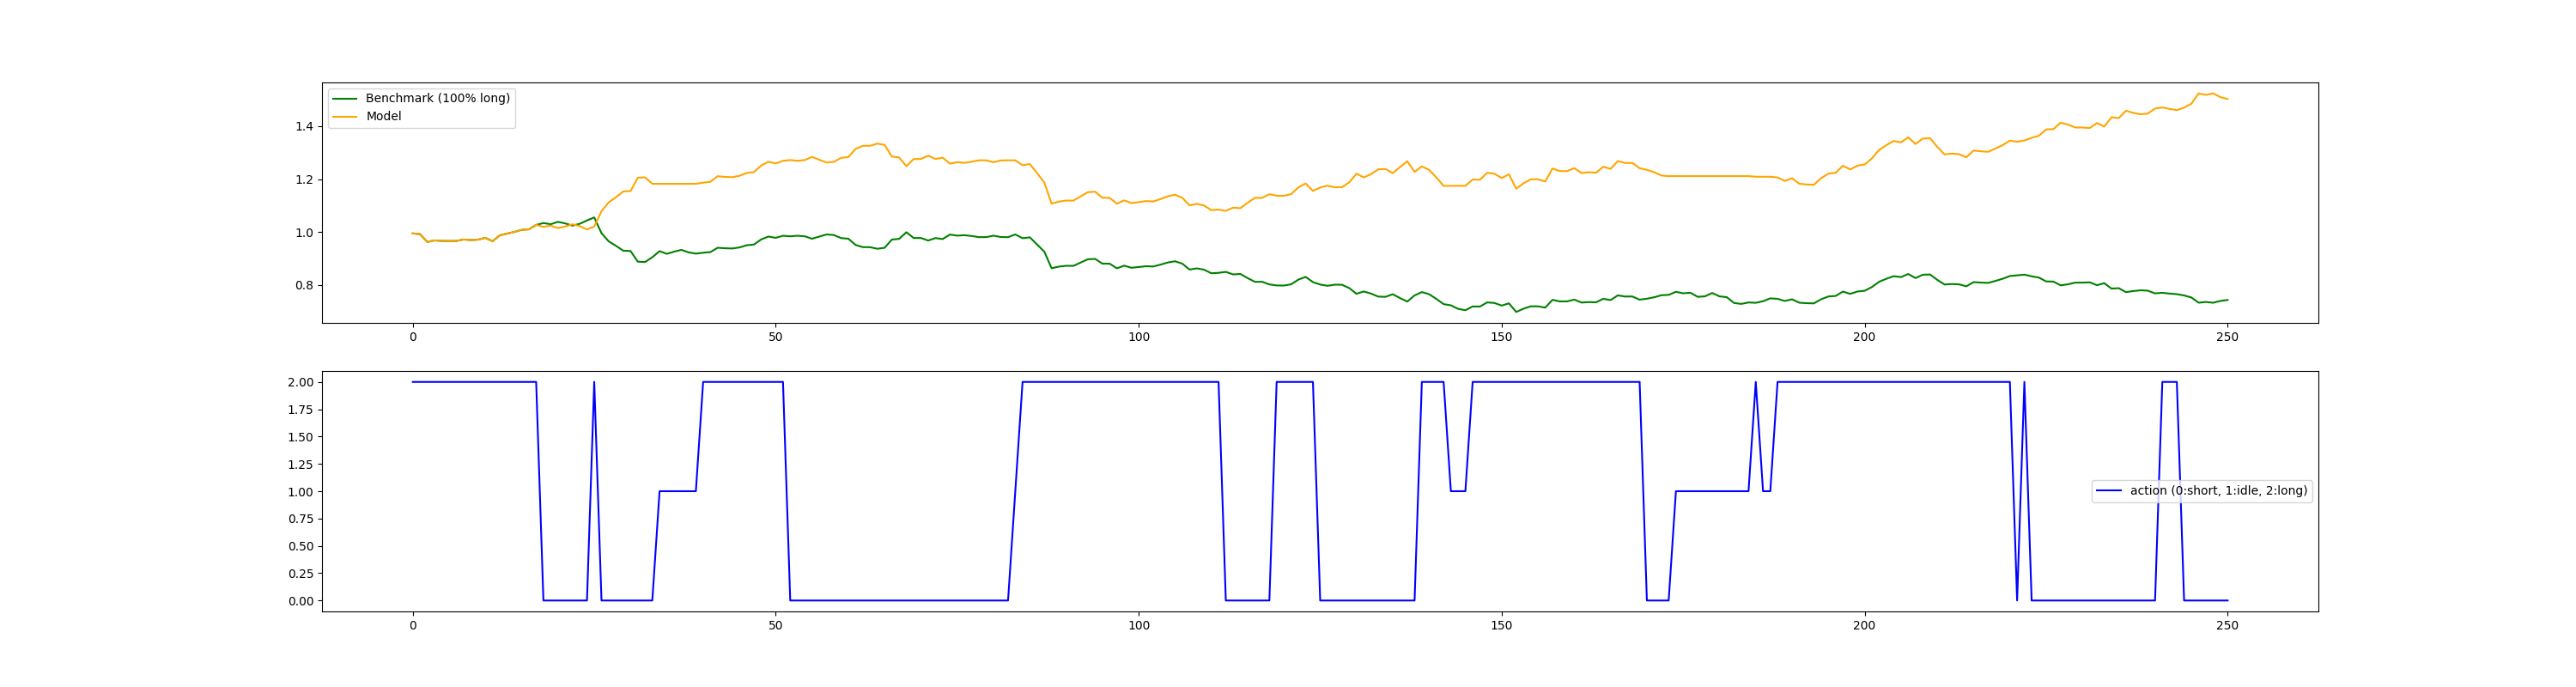 Benchmark (100% long)
Model
1.4
1.2
1.0
0.8
0 50 100 150 200 250
2.00
1.75
1.50
1.25
1.00
0.75
0.50
0.25
0.00
action (0:short, 1:idle, 2:long)
0 50 100 150 200 250